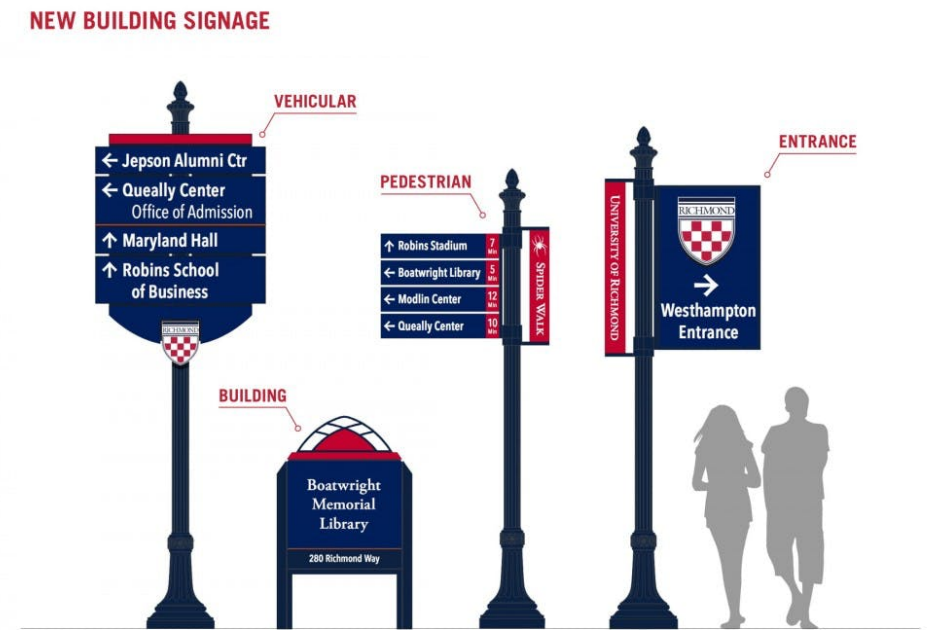 NEW BUILDING SIGNAGE
VEHICULAR
← Jepson Alumni Ctr
← Queally Center
Office of Admission
↑ Maryland Hall
↑ Robins School
of Business
RICHMOND
BUILDING
Boatwright
Memorial
Library
280 Richmond Way
PEDESTRIAN
↑ Robins Stadium 7 Min
← Boatwright Library 5 Min
← Modlin Center 12 Min
← Queally Center 10 Min
SPIDER WALK
ENTRANCE
UNIVERSITY OF RICHMOND
RICHMOND
→
Westhampton
Entrance